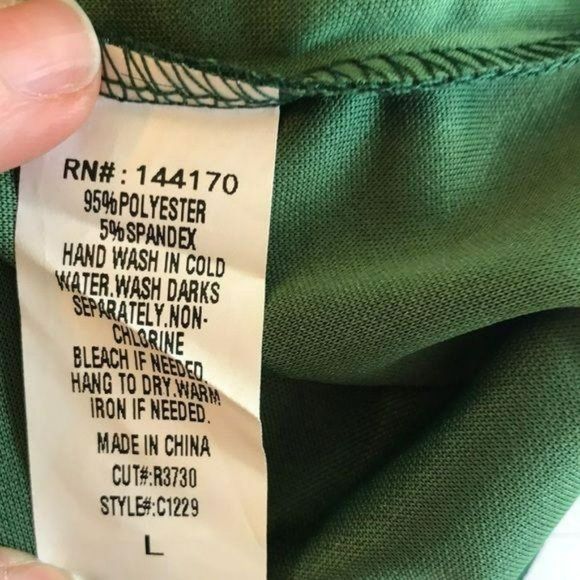 RN#: 144170
95%POLYESTER
5%SPANDEX
HAND WASH IN COLD
WATER.WASH DARKS
SEPARATELY.NON-
CHLORINE
BLEACH IF NEEDED.
HANG TO DRY.WARM
IRON IF NEEDED.
MADE IN CHINA
CUT#:R3730
STYLE#:C1229
L